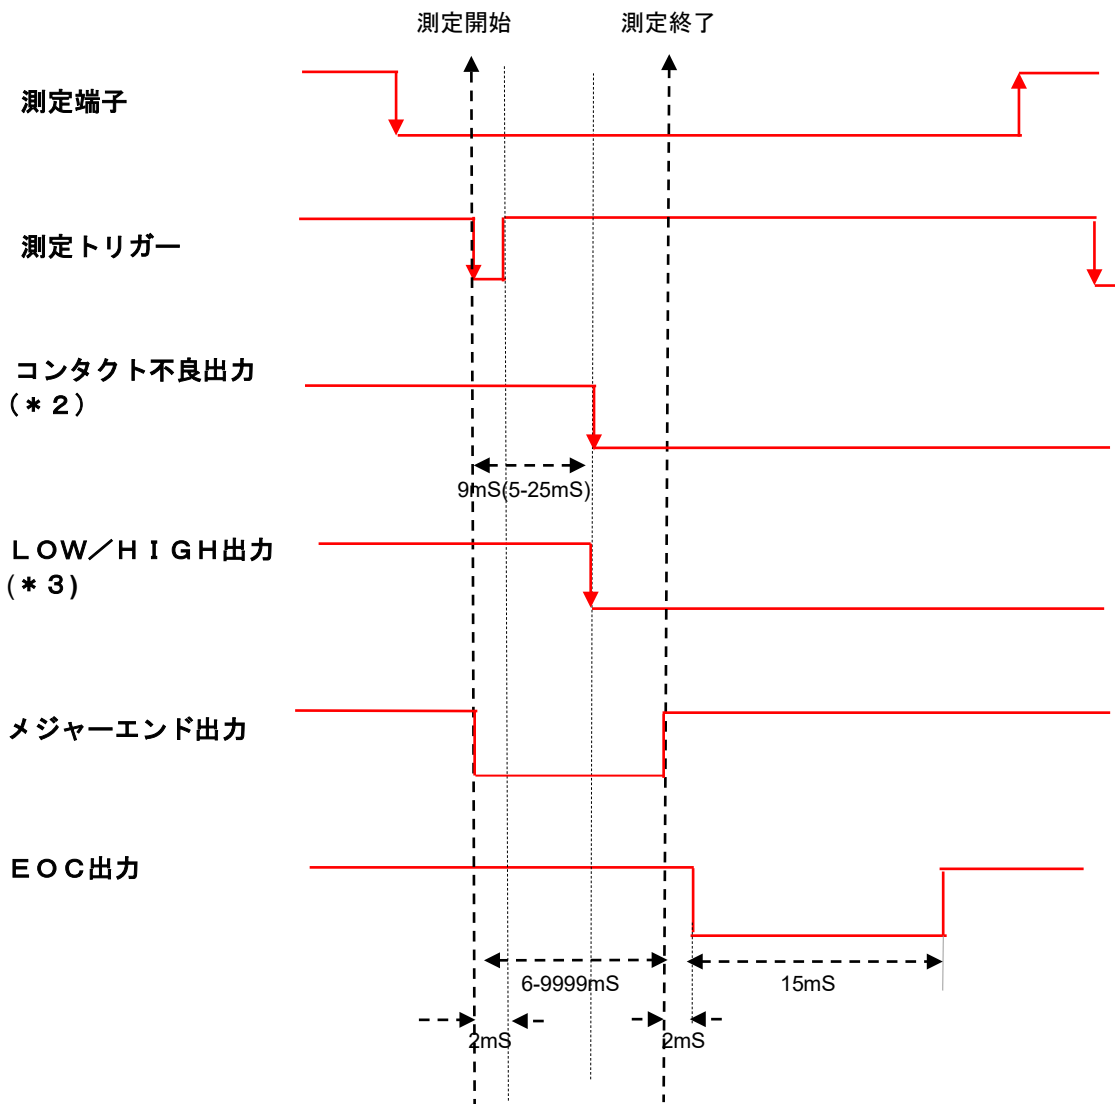 測定開始
測定終了
測定端子
測定トリガー
コンタクト不良出力
(＊２)
9mS(5-25mS)
ＬＯＷ／ＨＩＧＨ出力
(＊３)
メジャーエンド出力
ＥＯＣ出力
6-9999mS
15mS
2mS
2mS